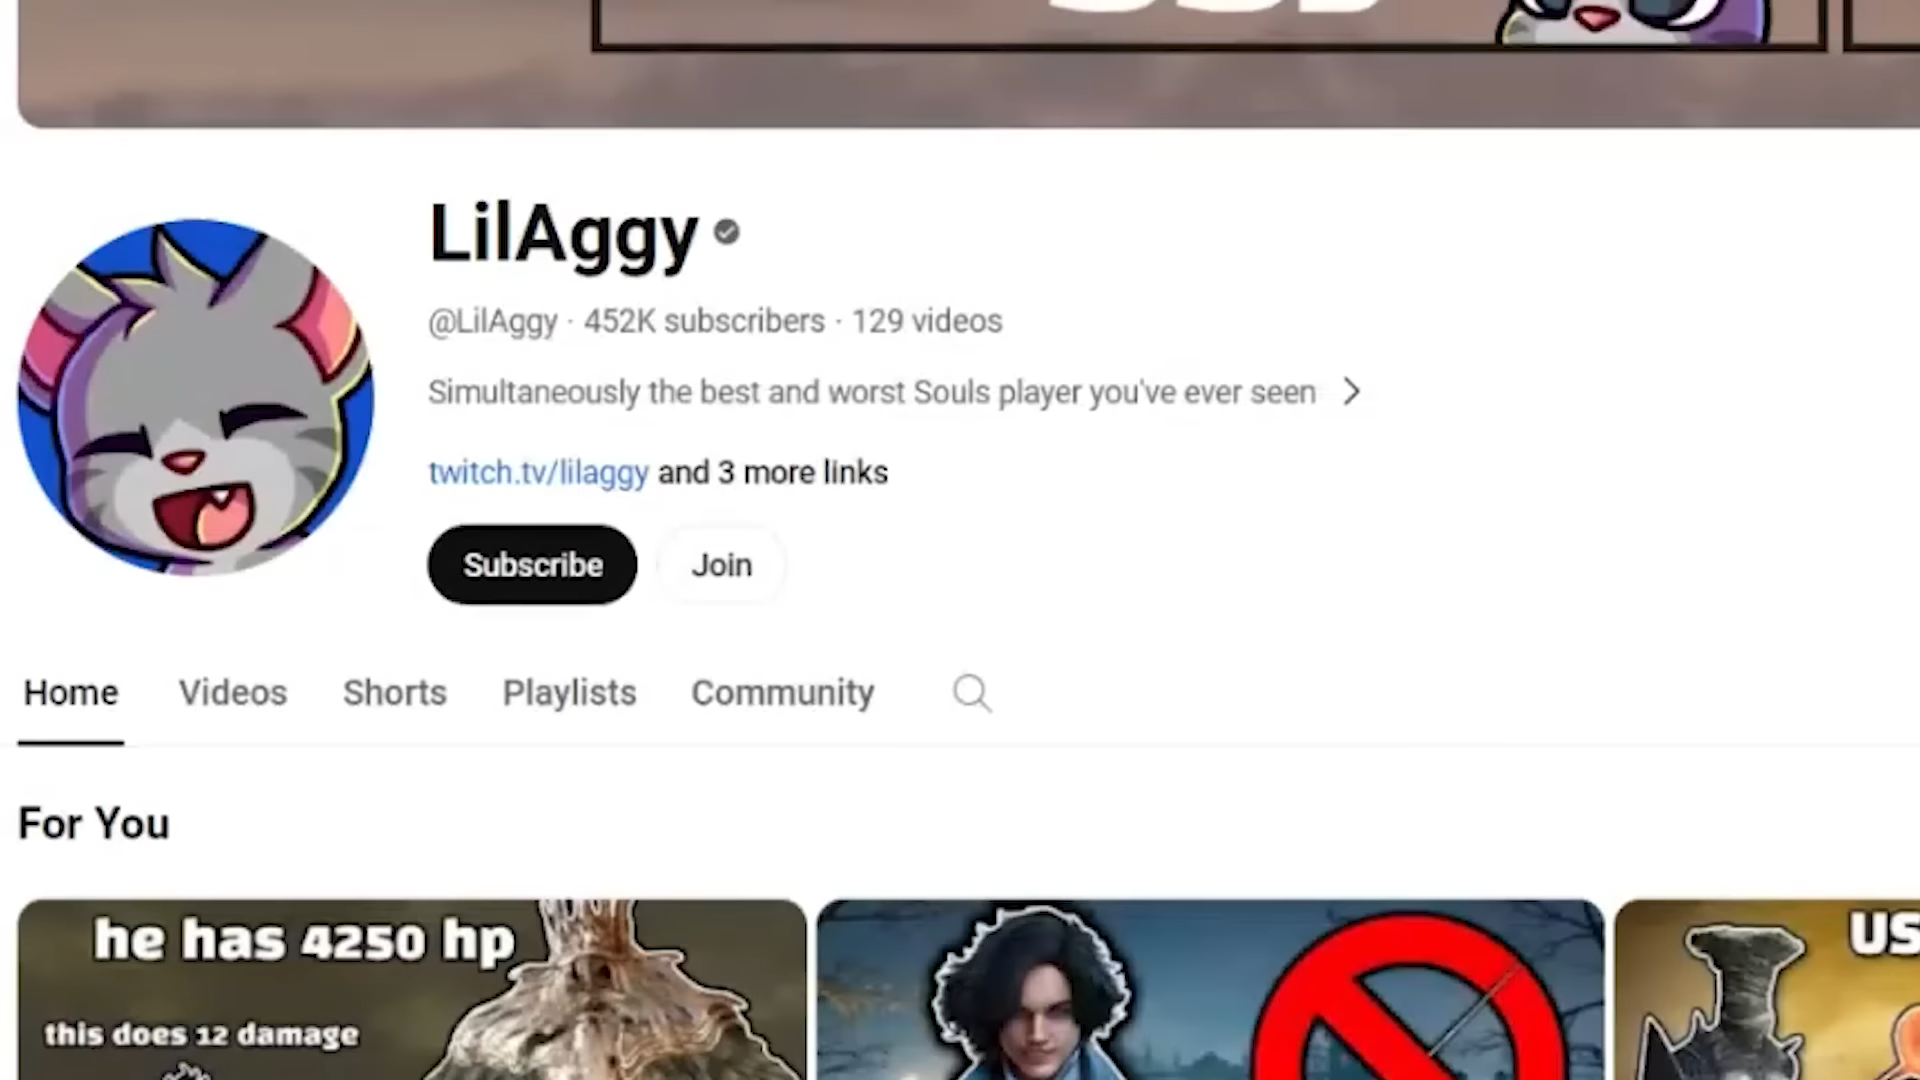 LilAggy
@LilAggy · 452K subscribers · 129 videos
Simultaneously the best and worst Souls player you've ever seen
twitch.tv/lilaggy and 3 more links
Subscribe Join
Home Videos Shorts Playlists Community
For You
he has 4250 hp
this does 12 damage
US